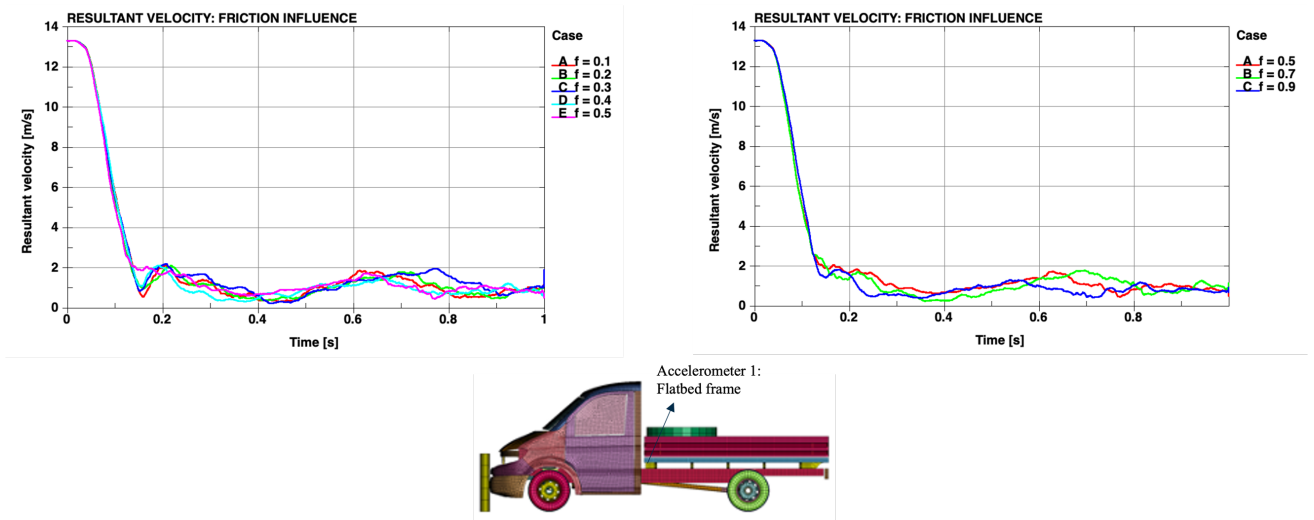 RESULTANT VELOCITY: FRICTION INFLUENCE
Case
A f = 0.1
B f = 0.2
C f = 0.3
D f = 0.4
E f = 0.5
14
12
10
8
6
4
2
0
Resultant velocity [m/s]
0 0.2 0.4 0.6 0.8 1
Time [s]
RESULTANT VELOCITY: FRICTION INFLUENCE
Case
A f = 0.5
B f = 0.7
C f = 0.9
14
12
10
8
6
4
2
0
Resultant velocity [m/s]
0 0.2 0.4 0.6 0.8
Time [s]
Accelerometer 1:
Flatbed frame